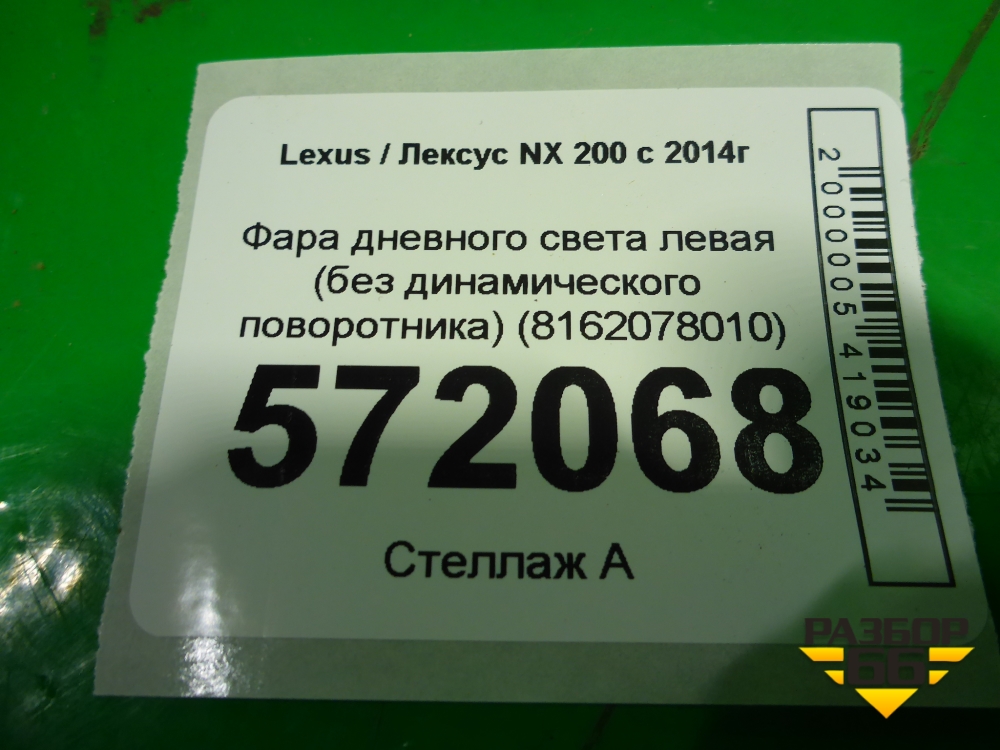 Lexus / Лексус NX 200 с 2014г
Фара дневного света левая
(без динамического
поворотника) (8162078010)
572068
Стеллаж А
2000005419034
РАЗБОР
66